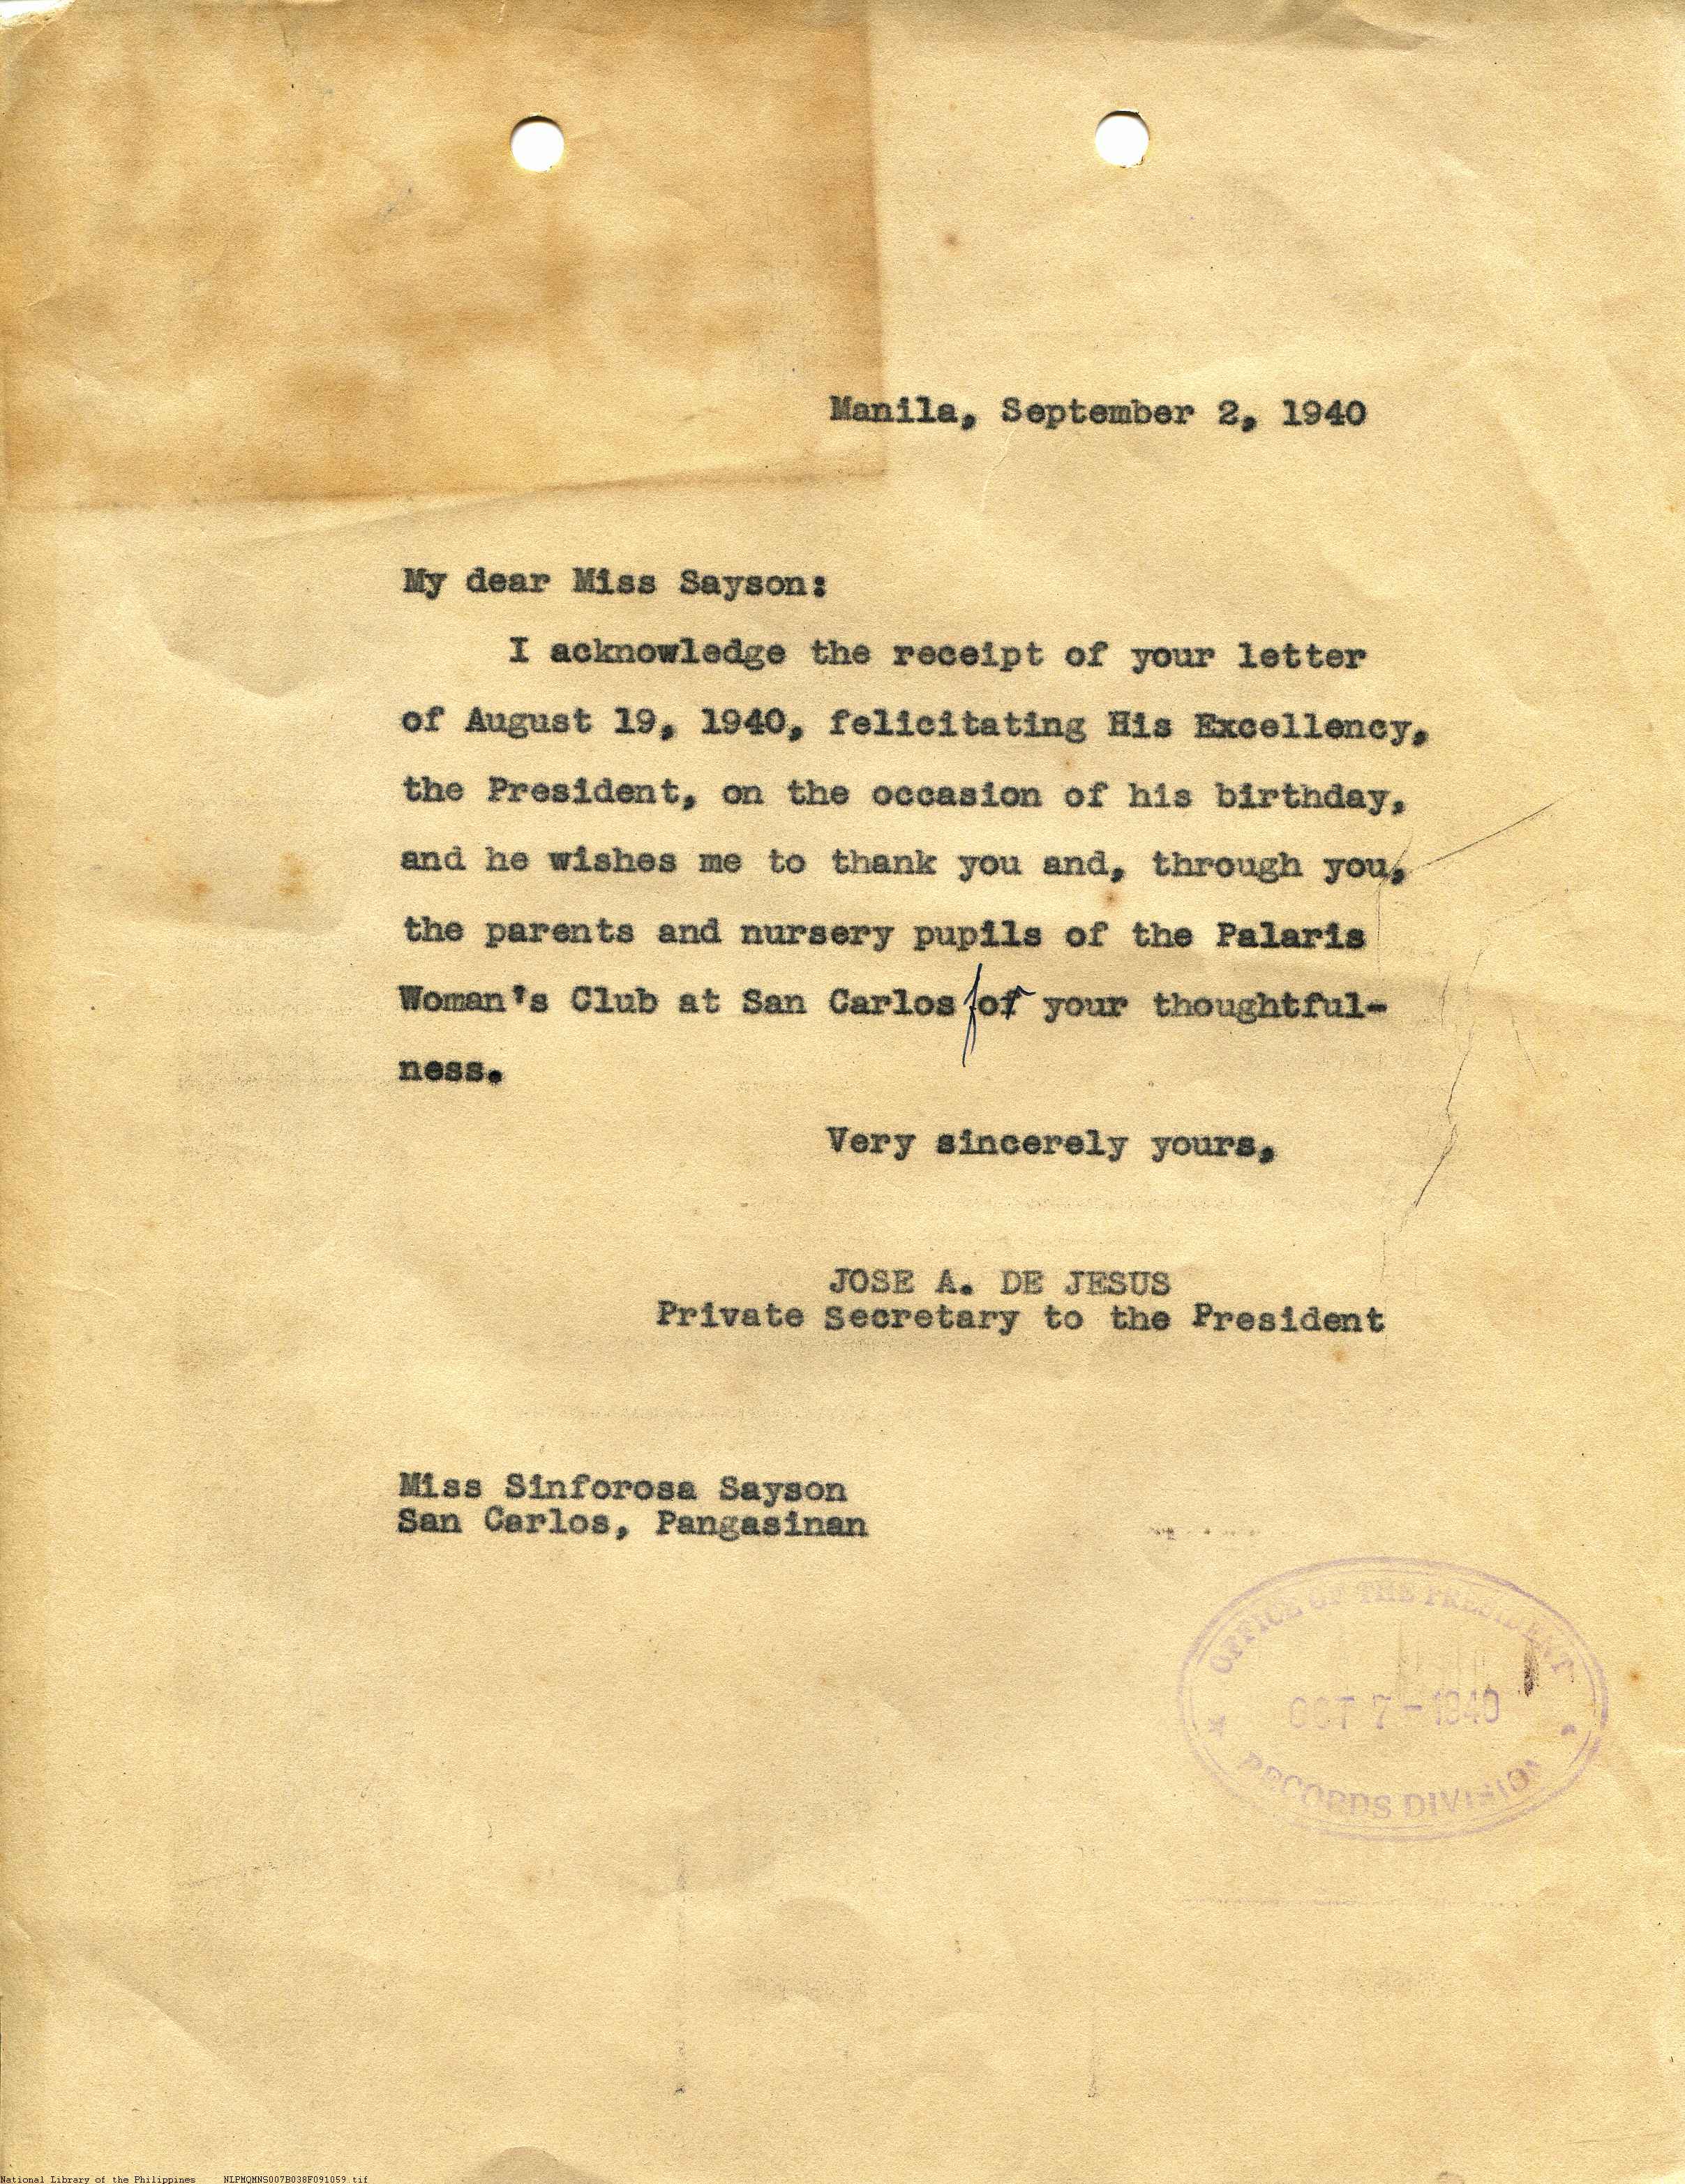 Manila, September 2, 1940
My dear Miss Sayson:
I acknowledge the receipt of your letter
of August 19, 1940, felicitating His Excellency,
the President, on the occasion of his birthday,
and he wishes me to thank you and, through you,
the parents and nursery pupils of the Palaris
Woman's Club at San Carlos for your thoughtful-
ness.
Very sincerely yours,
JOSE A. DE JESUS
Private Secretary to the President
Miss Sinforosa Sayson
San Carlos, Pangasinan
OFFICE OF THE PRESIDENT
OCT 7 - 1940
RECORDS DIVISION
National Library of the Philippines NLPMQMNS007B038F091059.tif